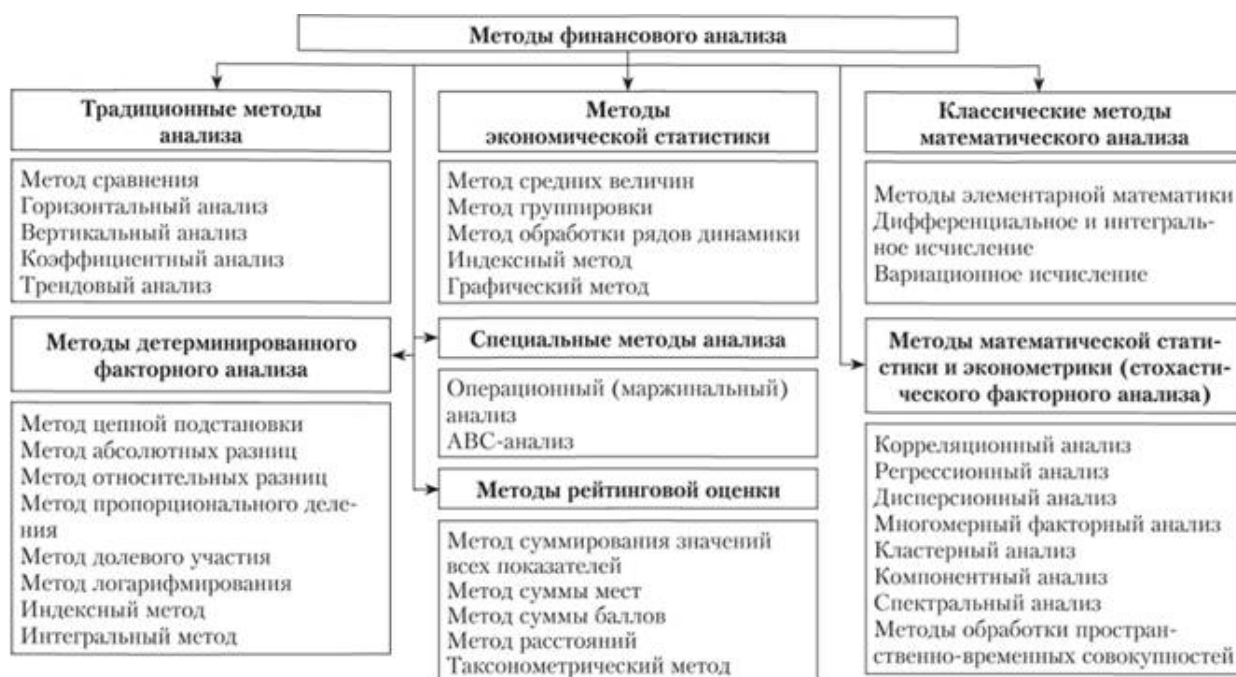 Методы финансового анализа
Традиционные методы
анализа
Метод сравнения
Горизонтальный анализ
Вертикальный анализ
Коэффициентный анализ
Трендовый анализ
Методы детерминированного
факторного анализа
Метод цепной подстановки
Метод абсолютных разниц
Метод относительных разниц
Метод пропорционального деле-
ния
Метод долевого участия
Метод логарифмирования
Индексный метод
Интегральный метод
Методы
экономической статистики
Метод средних величин
Метод группировки
Метод обработки рядов динамики
Индексный метод
Графический метод
Специальные методы анализа
Операционный (маржинальный)
анализ
АВС-анализ
Методы рейтинговой оценки
Метод суммирования значений
всех показателей
Метод суммы мест
Метод суммы баллов
Метод расстояний
Таксонометрический метод
Классические методы
математического анализа
Методы элементарной математики
Дифференциальное и интеграль-
ное исчисление
Вариационное исчисление
Методы математической стати-
стики и эконометрики (стохасти-
ческого факторного анализа)
Корреляционный анализ
Регрессионный анализ
Дисперсионный анализ
Многомерный факторный анализ
Кластерный анализ
Компонентный анализ
Спектральный анализ
Методы обработки простран-
ственно-временных совокупностей